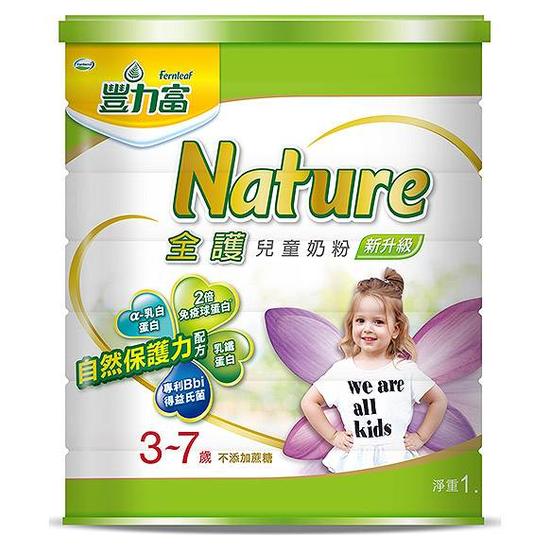 Fernleaf
豐力富
Nature
全護 兒童奶粉 新升級
α-乳白
蛋白
2倍
免疫球蛋白
自然保護力配方
乳鐵
蛋白
專利Bbi
得益氏菌
3~7歲 不添加蔗糖
we are
all
kids
淨重1.